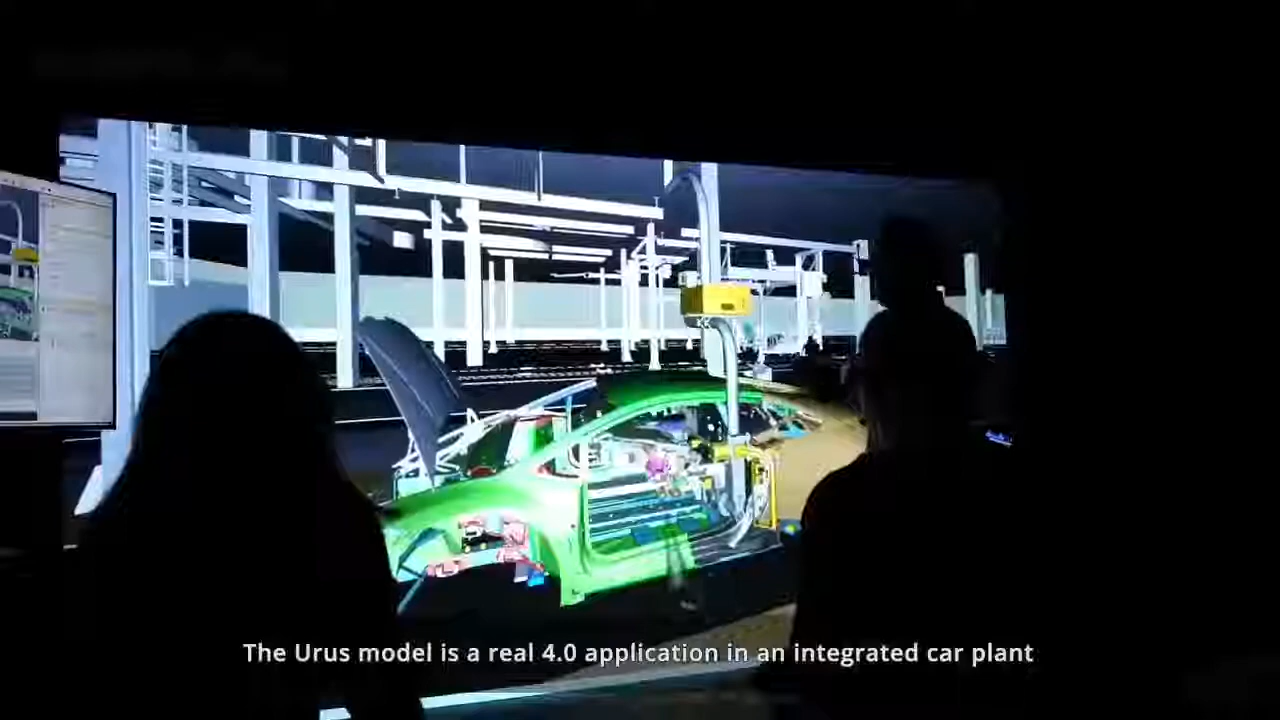 The Urus model is a real 4.0 application in an integrated car plant